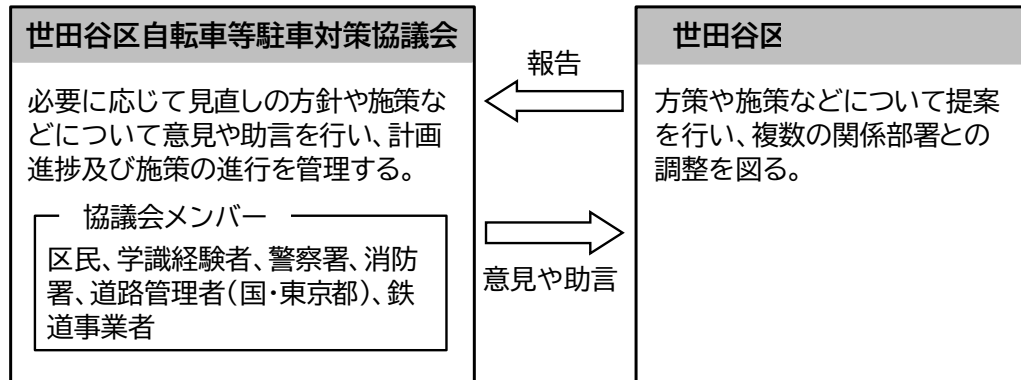 世田谷区自転車等駐車対策協議会
必要に応じて見直しの方針や施策な
どについて意見や助言を行い、計画
進捗及び施策の進行を管理する。
協議会メンバー
区民、学識経験者、警察署、消防
署、道路管理者（国・東京都）、鉄
道事業者
報告
意見や助言
世田谷区
方策や施策などについて提案
を行い、複数の関係部署との
調整を図る。